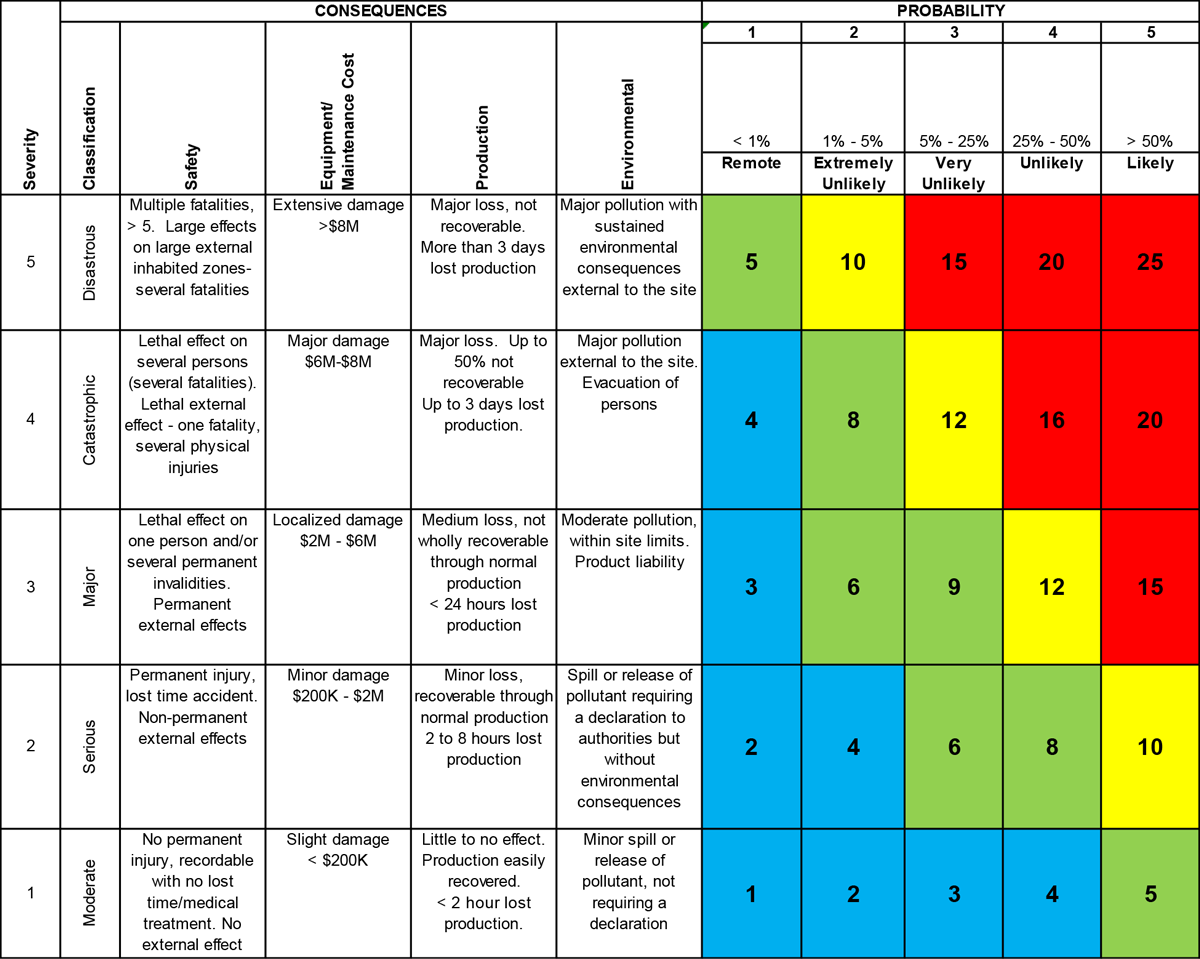 CONSEQUENCES
PROBABILITY
Severity
Classification
Safety
Equipment/
Maintenance Cost
Production
Environmental
1
2
3
4
5
< 1%
1% - 5%
5% - 25%
25% - 50%
> 50%
Remote
Extremely
Unlikely
Very
Unlikely
Unlikely
Likely
5
Disastrous
Multiple fatalities,
> 5. Large effects
on large external
inhabited zones-
several fatalities
Extensive damage
>$8M
Major loss, not
recoverable.
More than 3 days
lost production
Major pollution with
sustained
environmental
consequences
external to the site
5
10
15
20
25
4
Catastrophic
Lethal effect on
several persons
(several fatalities).
Lethal external
effect - one fatality,
several physical
injuries
Major damage
$6M-$8M
Major loss. Up to
50% not
recoverable
Up to 3 days lost
production.
Major pollution
external to the site.
Evacuation of
persons
4
8
12
16
20
3
Major
Lethal effect on
one person and/or
several permanent
invalidities.
Permanent
external effects
Localized damage
$2M - $6M
Medium loss, not
wholly recoverable
through normal
production
< 24 hours lost
production
Moderate pollution,
within site limits.
Product liability
3
6
9
12
15
2
Serious
Permanent injury,
lost time accident.
Non-permanent
external effects
Minor damage
$200K - $2M
Minor loss,
recoverable through
normal production
2 to 8 hours lost
production
Spill or release of
pollutant requiring
a declaration to
authorities but
without
environmental
consequences
2
4
6
8
10
1
Moderate
No permanent
injury, recordable
with no lost
time/medical
treatment. No
external effect
Slight damage
< $200K
Little to no effect.
Production easily
recovered.
< 2 hour lost
production.
Minor spill or
release of
pollutant, not
requiring a
declaration
1
2
3
4
5